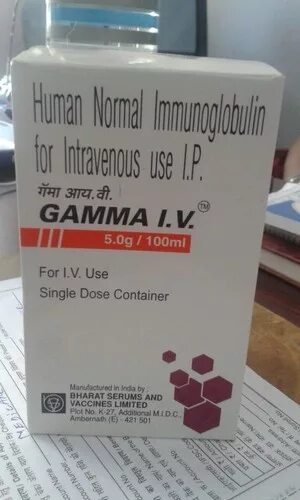 Human Normal Immunoglobulin
for Intravenous use I.P.
गॅमा आय.वी.
GAMMA I.V.™
5.0g / 100ml
For I.V. Use
Single Dose Container
Manufactured in India by :
BHARAT SERUMS AND
VACCINES LIMITED
Plot No. K-27, Additional M.I.D.C.,
Ambernath (E) - 421 501